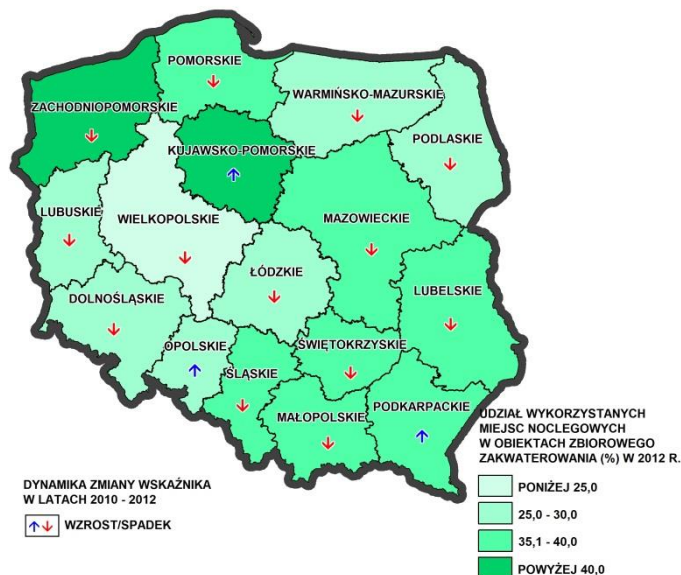 POMORSKIE
WARMIŃSKO-MAZURSKIE
ZACHODNIOPOMORSKIE
PODLASKIE
KUJAWSKO-POMORSKIE
LUBUSKIE
WIELKOPOLSKIE
MAZOWIECKIE
ŁÓDZKIE
LUBELSKIE
DOLNOŚLĄSKIE
OPOLSKIE
ŚWIĘTOKRZYSKIE
ŚLĄSKIE
MAŁOPOLSKIE
PODKARPACKIE
UDZIAŁ WYKORZYSTANYCH
MIEJSC NOCLEGOWYCH
W OBIEKTACH ZBIOROWEGO
ZAKWATEROWANIA (%) W 2012 R.
PONIŻEJ 25,0
25,0 - 30,0
35,1 - 40,0
POWYŻEJ 40,0
DYNAMIKA ZMIANY WSKAŹNIKA
W LATACH 2010 - 2012
WZROST/SPADEK